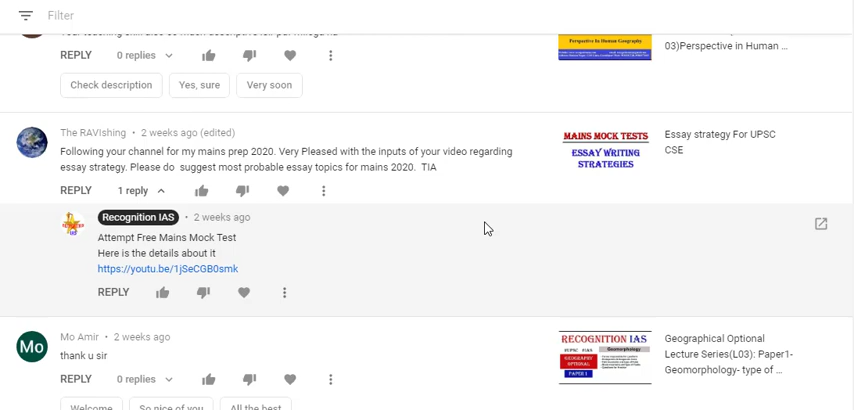 Filter
03)Perspective in Human ...
REPLY 0 replies
Check description Yes, sure Very soon
The RAVIshing • 2 weeks ago (edited)
Following your channel for my mains prep 2020. Very Pleased with the inputs of your video regarding
essay strategy. Please do suggest most probable essay topics for mains 2020. TIA
MAINS MOCK TESTS
ESSAY WRITING
STRATEGIES
Essay strategy For UPSC
CSE
REPLY 1 reply
Recognition IAS • 2 weeks ago
Attempt Free Mains Mock Test
Here is the details about it
https://youtu.be/1jSeCGB0smk
REPLY
Mo
Mo Amir • 2 weeks ago
thank u sir
RECOGNITION IAS
Geomorphology
GEOGRAPHY
OPTIONAL
PAPER 1
Geographical Optional
Lecture Series(L03): Paper1-
Geomorphology- type of ...
REPLY 0 replies
Welcome So nice of you All the best